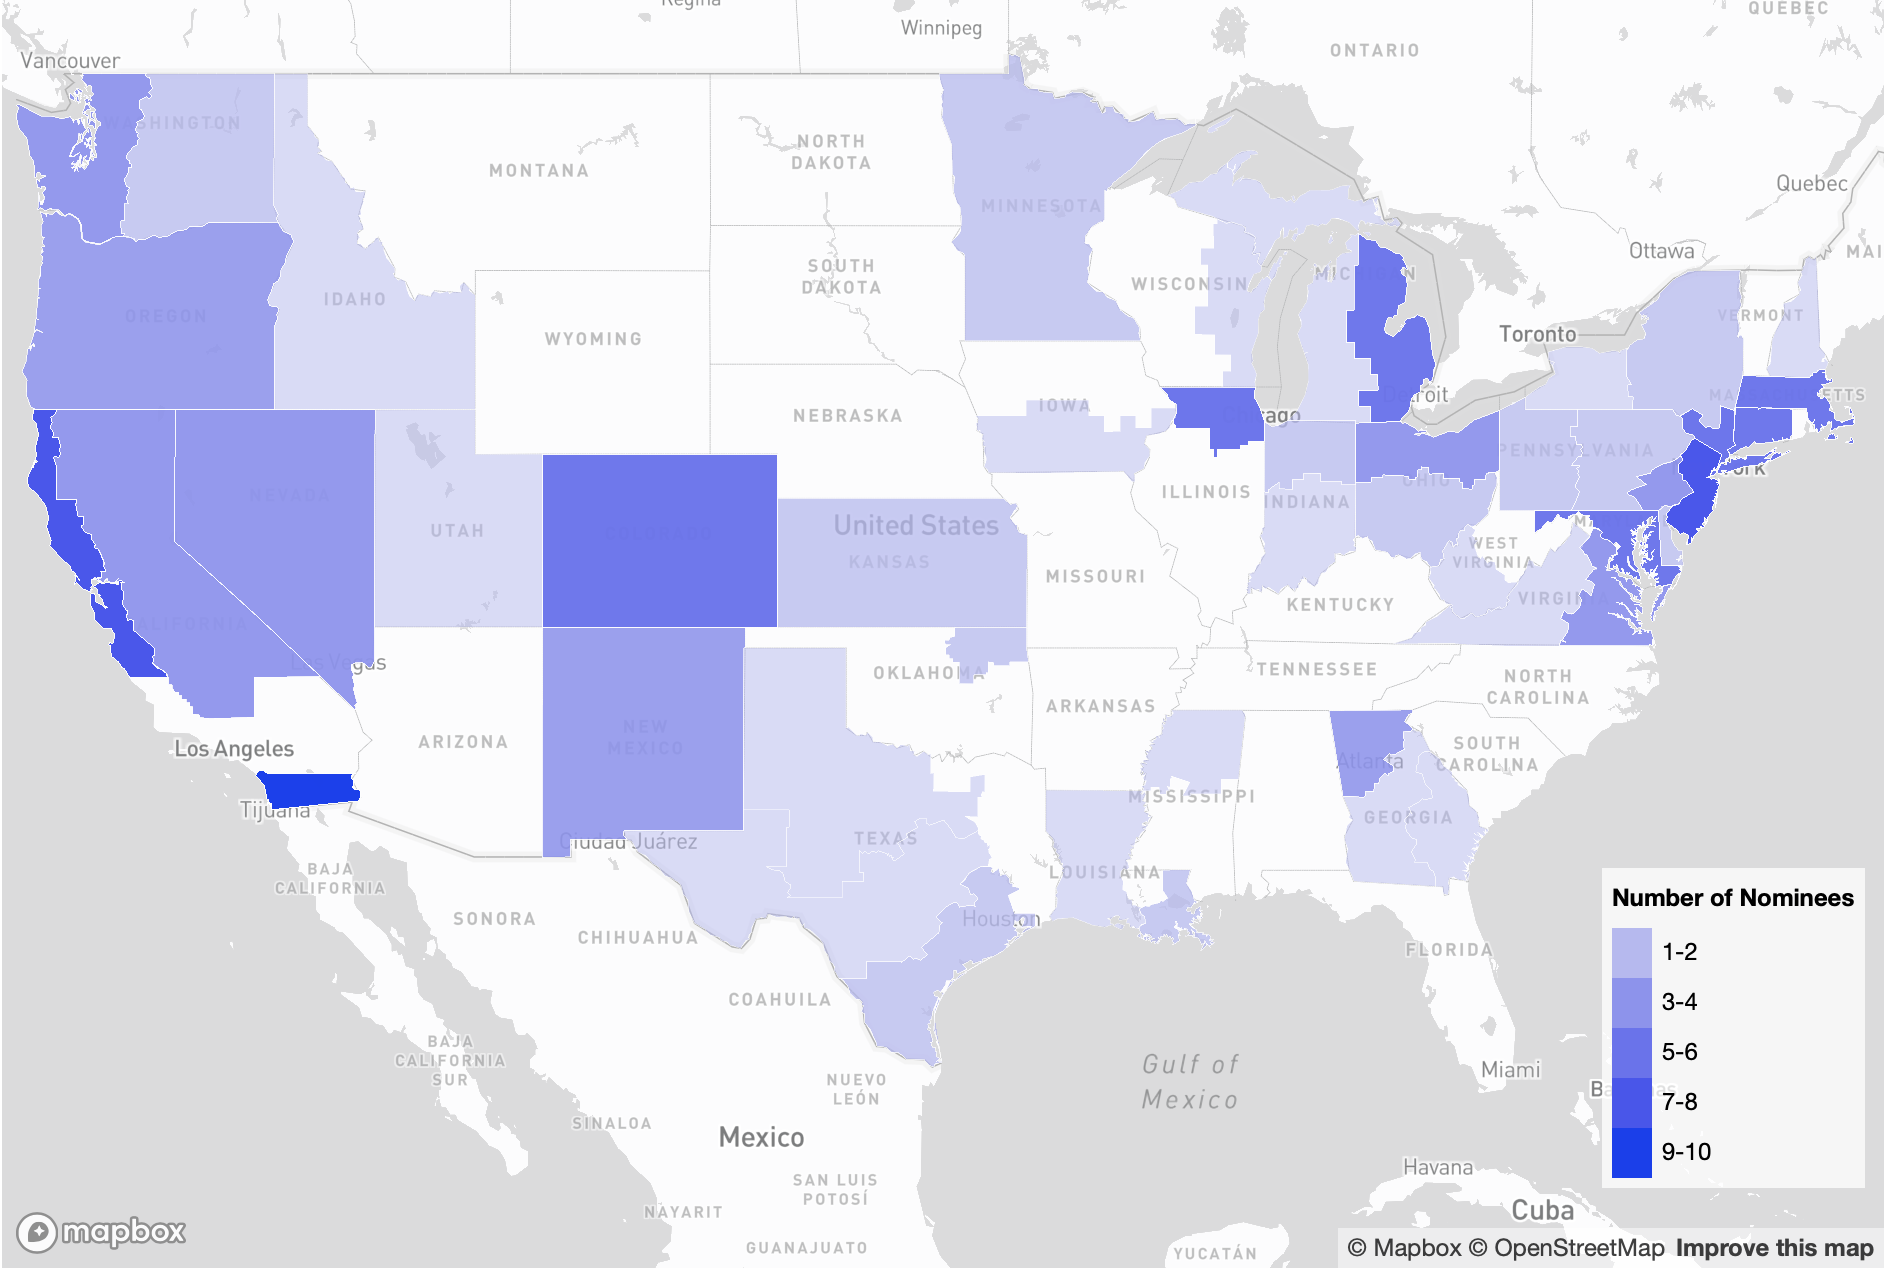 Regina
Winnipeg
QUEBEC
ONTARIO
Vancouver
WASHINGTON
MONTANA
NORTH
DAKOTA
MINNESOTA
Quebec
Ottawa
MAI
SOUTH
DAKOTA
WISCONSIN
MICHIGAN
IDAHO
OREGON
WYOMING
Toronto
VERMONT
NEBRASKA
IOWA
Chicago
Detroit
MASSACHUSETTS
PENNSYLVANIA
York
NEVADA
UTAH
COLORADO
United States
KANSAS
ILLINOIS
INDIANA
OHIO
WEST
VIRGINIA
MISSOURI
KENTUCKY
VIRGINIA
CALIFORNIA
Las Vegas
OKLAHOMA
TENNESSEE
NORTH
CAROLINA
ARKANSAS
Los Angeles
ARIZONA
NEW
MEXICO
Atlanta
SOUTH
CAROLINA
Tijuana
MISSISSIPPI
GEORGIA
Ciudad Juárez
TEXAS
LOUISIANA
BAJA
CALIFORNIA
SONORA
CHIHUAHUA
Houston
FLORIDA
COAHUILA
BAJA
CALIFORNIA
SUR
NUEVO
LEÓN
Gulf of
Mexico
Miami
Bahamas
SINALOA
Mexico
Havana
SAN LUIS
POTOSÍ
NAYARIT
Cuba
GUANAJUATO
YUCATÁN
Number of Nominees
1-2
3-4
5-6
7-8
9-10
mapbox
© Mapbox © OpenStreetMap Improve this map